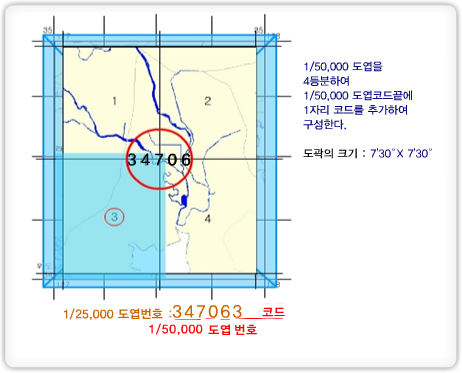 35
1
2
34706
3
4
1/50,000 도엽을
4등분하여
1/50,000 도엽코드끝에
1자리 코드를 추가하여
구성한다.
도곽의 크기 : 7'30"X 7'30"
1/25,000 도엽번호 :347063 코드
1/50,000 도엽 번호